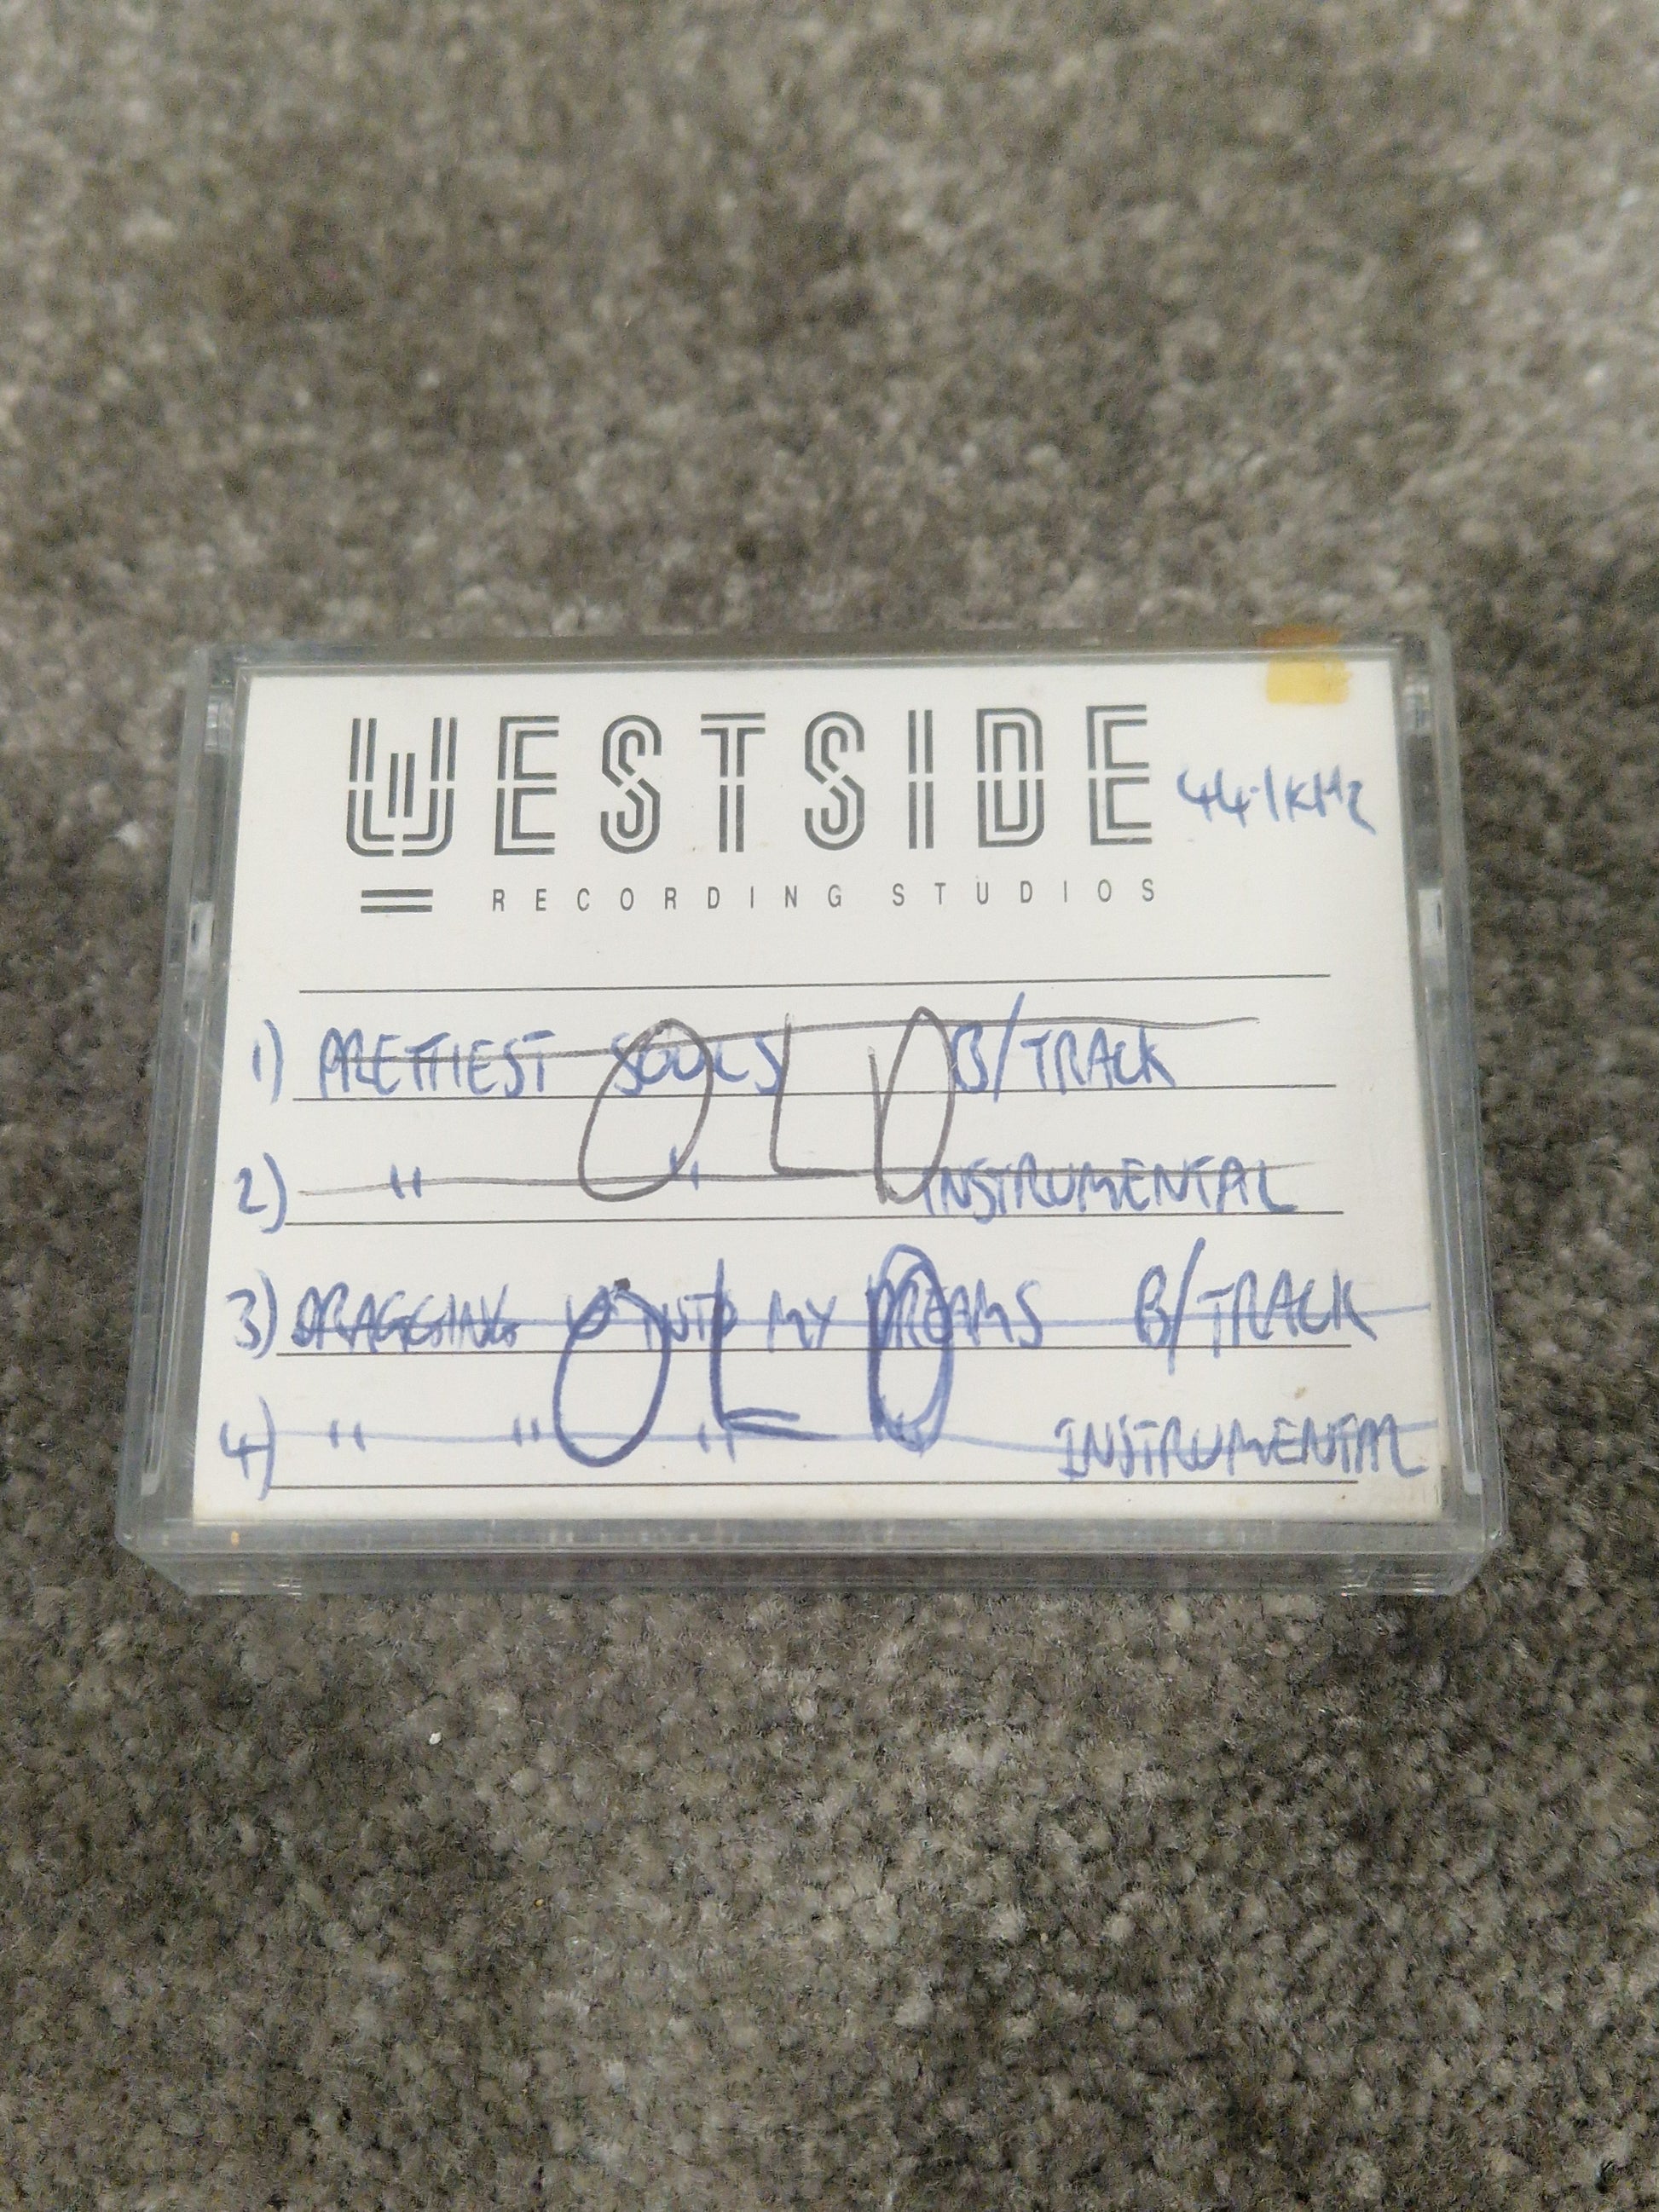 WESTSIDE
44.1KHz
= RECORDING STUDIOS
1) PRETTIEST SOULS B/TRACK
OLD
2) " " INSTRUMENTAL
3) DRAGGING INTO MY DREAMS B/TRACK
OLD
4) " " " " INSTRUMENTAL